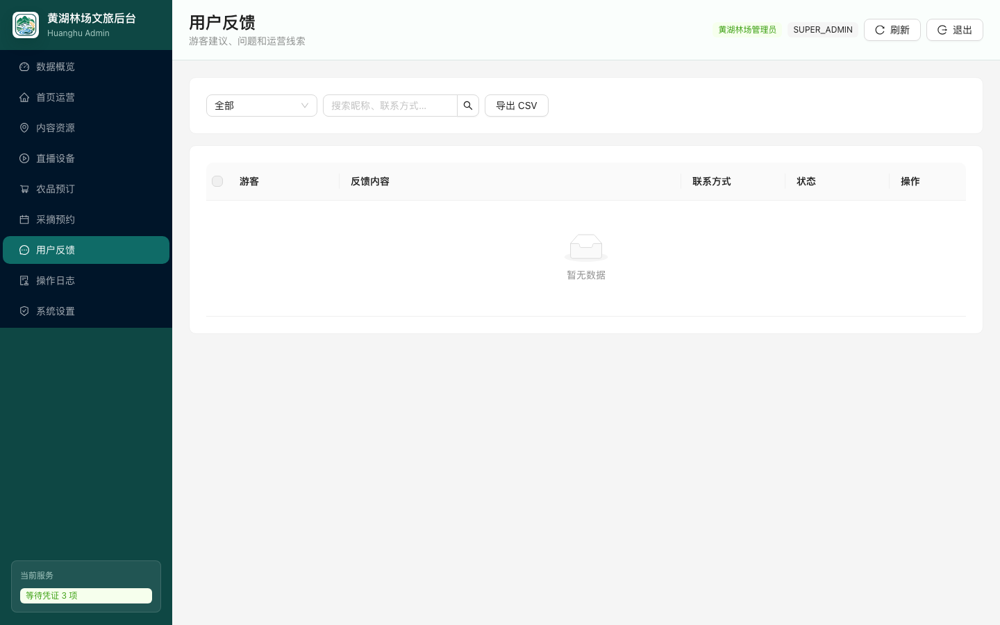 黄湖林场文旅后台
Huanghu Admin
数据概览
首页运营
内容资源
直播设备
农品预订
采摘预约
用户反馈
操作日志
系统设置
当前服务
等待凭证 3 项
用户反馈
游客建议、问题和运营线索
黄湖林场管理员
SUPER_ADMIN
刷新
退出
全部
搜索昵称、联系方式...
导出 CSV
游客
反馈内容
联系方式
状态
操作
暂无数据